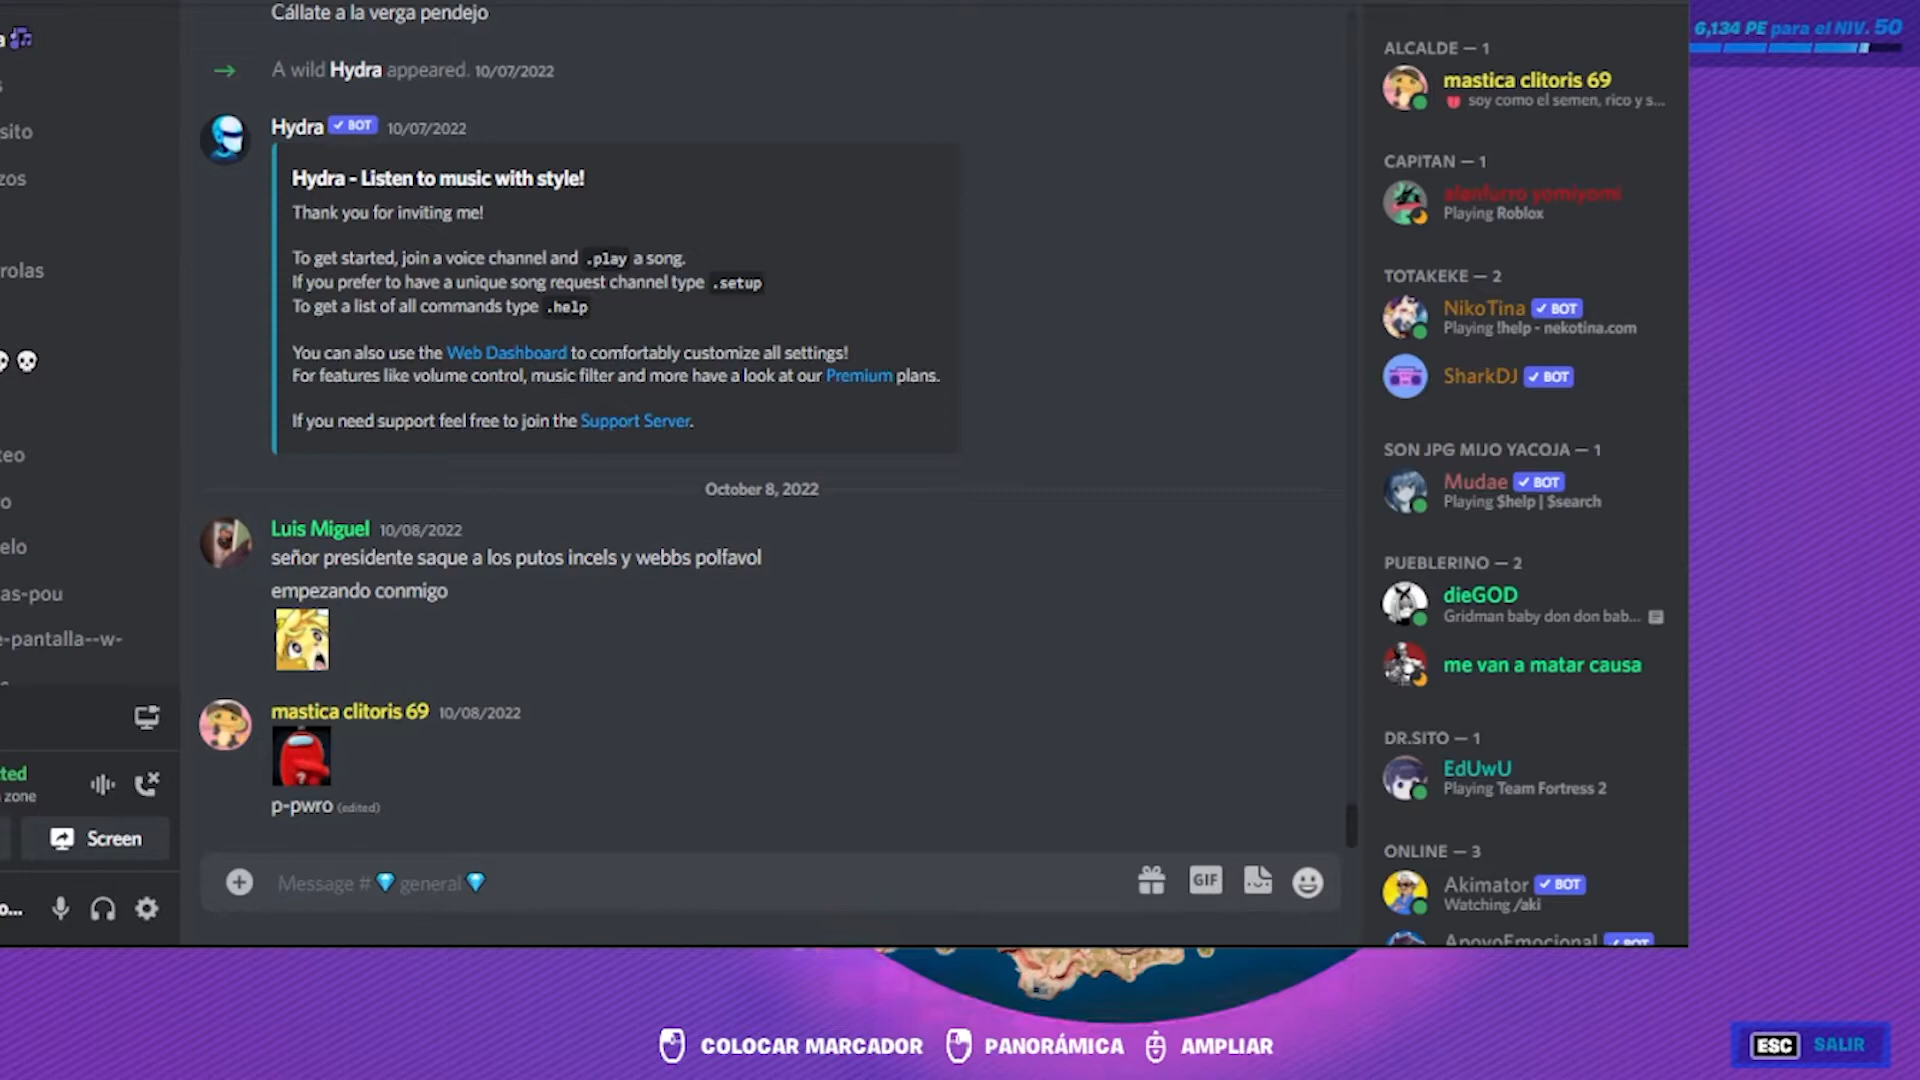 Cállate a la verga pendejo
A wild Hydra appeared. 10/07/2022
Hydra BOT 10/07/2022
Hydra - Listen to music with style!
Thank you for inviting me!
To get started, join a voice channel and .play a song.
If you prefer to have a unique song request channel type .setup
To get a list of all commands type .help
You can also use the Web Dashboard to comfortably customize all settings!
For features like volume control, music filter and more have a look at our Premium plans.
If you need support feel free to join the Support Server.
October 8, 2022
Luis Miguel 10/08/2022
señor presidente saque a los putos incels y webbs polfavol
empezando conmigo
mastica clitoris 69 10/08/2022
p-pwro (edited)
Message # general
GIF
a
sito
zos
rolas
teo
o
elo
as-pou
e-pantalla--w-
cted
zone
Screen
o...
ALCALDE — 1
mastica clitoris 69
soy como el semen, rico y s...
CAPITAN — 1
alanfurro yomiyomi
Playing Roblox
TOTAKEKE — 2
NikoTina BOT
Playing !help - nekotina.com
SharkDJ BOT
SON JPG MIJO YACOJA — 1
Mudae BOT
Playing $help | $search
PUEBLERINO — 2
dieGOD
Gridman baby don don bab...
me van a matar causa
DR.SITO — 1
EdUwU
Playing Team Fortress 2
ONLINE — 3
Akimator BOT
Watching /aki
ApoyoEmocional BOT
6,134 PE para el NIV. 50
COLOCAR MARCADOR PANORÁMICA AMPLIAR
ESC SALIR